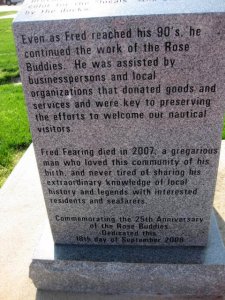 by the docks.
Even as Fred reached his 90's, he
continued the work of the Rose
Buddies. He was assisted by
businesspersons and local
organizations that donated goods and
services and were key to preserving
the efforts to welcome our nautical
visitors.
Fred Fearing died in 2007, a gregarious
man who loved this community of his
birth, and never tired of sharing his
extraordinary knowledge of local
history and legends with interested
residents and seafarers.
Commemorating the 25th Anniversary
of the Rose Buddies
Dedicated this
18th day of September 2008